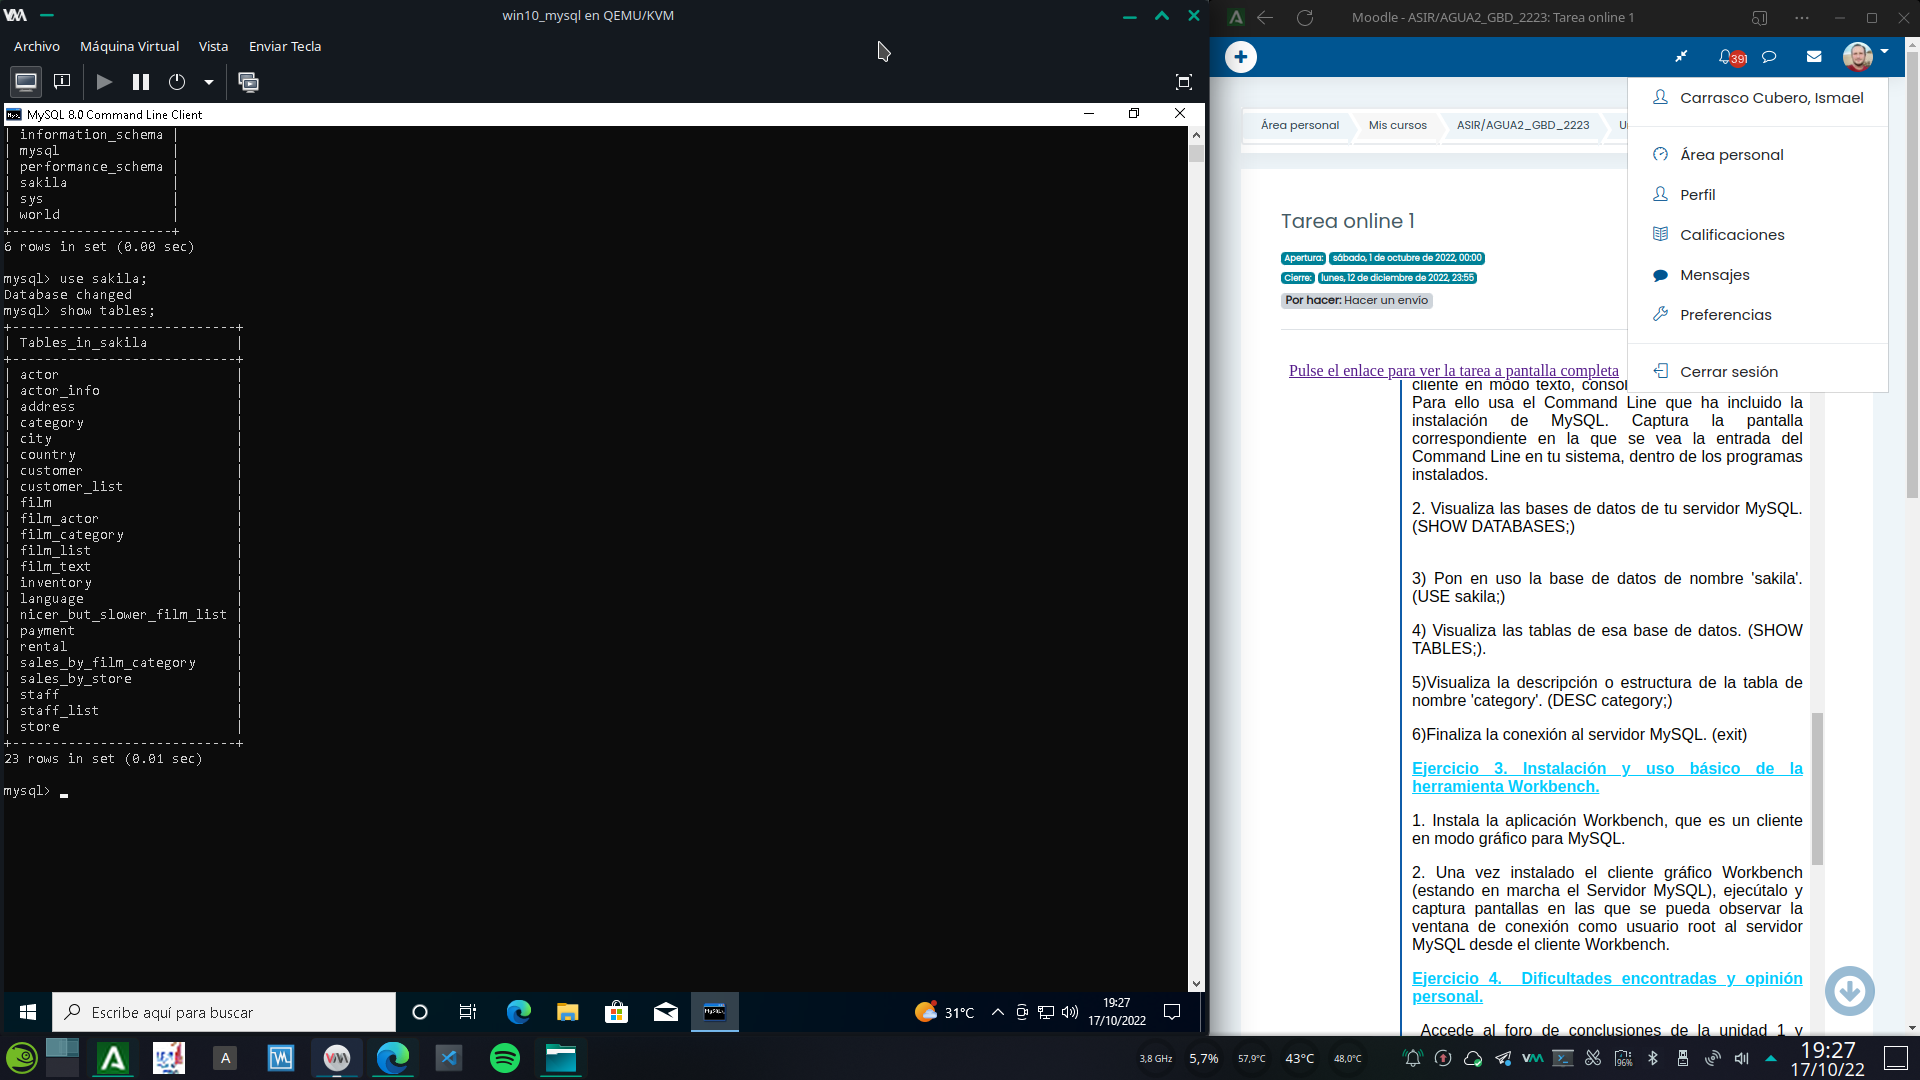 win10_mysql en QEMU/KVM
Archivo Máquina Virtual Vista Enviar Tecla
MySQL 8.0 Command Line Client
| information_schema |
| mysql |
| performance_schema |
| sakila |
| sys |
| world |
+--------------------+
6 rows in set (0.00 sec)
mysql> use sakila;
Database changed
mysql> show tables;
+----------------------------+
| Tables_in_sakila |
+----------------------------+
| actor |
| actor_info |
| address |
| category |
| city |
| country |
| customer |
| customer_list |
| film |
| film_actor |
| film_category |
| film_list |
| film_text |
| inventory |
| language |
| nicer_but_slower_film_list |
| payment |
| rental |
| sales_by_film_category |
| sales_by_store |
| staff |
| staff_list |
| store |
+----------------------------+
23 rows in set (0.01 sec)
mysql>
Escribe aquí para buscar
31°C
19:27
17/10/2022
Moodle - ASIR/AGUA2_GBD_2223: Tarea online 1
391
Área personal Mis cursos ASIR/AGUA2_GBD_2223
Carrasco Cubero, Ismael
Área personal
Perfil
Calificaciones
Mensajes
Preferencias
Cerrar sesión
Tarea online 1
Apertura: sábado, 1 de octubre de 2022, 00:00
Cierre: lunes, 12 de diciembre de 2022, 23:55
Por hacer: Hacer un envío
Pulse el enlace para ver la tarea a pantalla completa
cliente en modo texto, consol
Para ello usa el Command Line que ha incluido la
instalación de MySQL. Captura la pantalla
correspondiente en la que se vea la entrada del
Command Line en tu sistema, dentro de los programas
instalados.
2. Visualiza las bases de datos de tu servidor MySQL.
(SHOW DATABASES;)
3) Pon en uso la base de datos de nombre 'sakila'.
(USE sakila;)
4) Visualiza las tablas de esa base de datos. (SHOW
TABLES;).
5)Visualiza la descripción o estructura de la tabla de
nombre 'category'. (DESC category;)
6)Finaliza la conexión al servidor MySQL. (exit)
Ejercicio 3. Instalación y uso básico de la
herramienta Workbench.
1. Instala la aplicación Workbench, que es un cliente
en modo gráfico para MySQL.
2. Una vez instalado el cliente gráfico Workbench
(estando en marcha el Servidor MySQL), ejecútalo y
captura pantallas en las que se pueda observar la
ventana de conexión como usuario root al servidor
MySQL desde el cliente Workbench.
Ejercicio 4. Dificultades encontradas y opinión
personal.
Accede al foro de conclusiones de la unidad 1 y
3,8 GHz 5,7% 57,9°C 43°C 48,0°C
96%
19:27
17/10/22